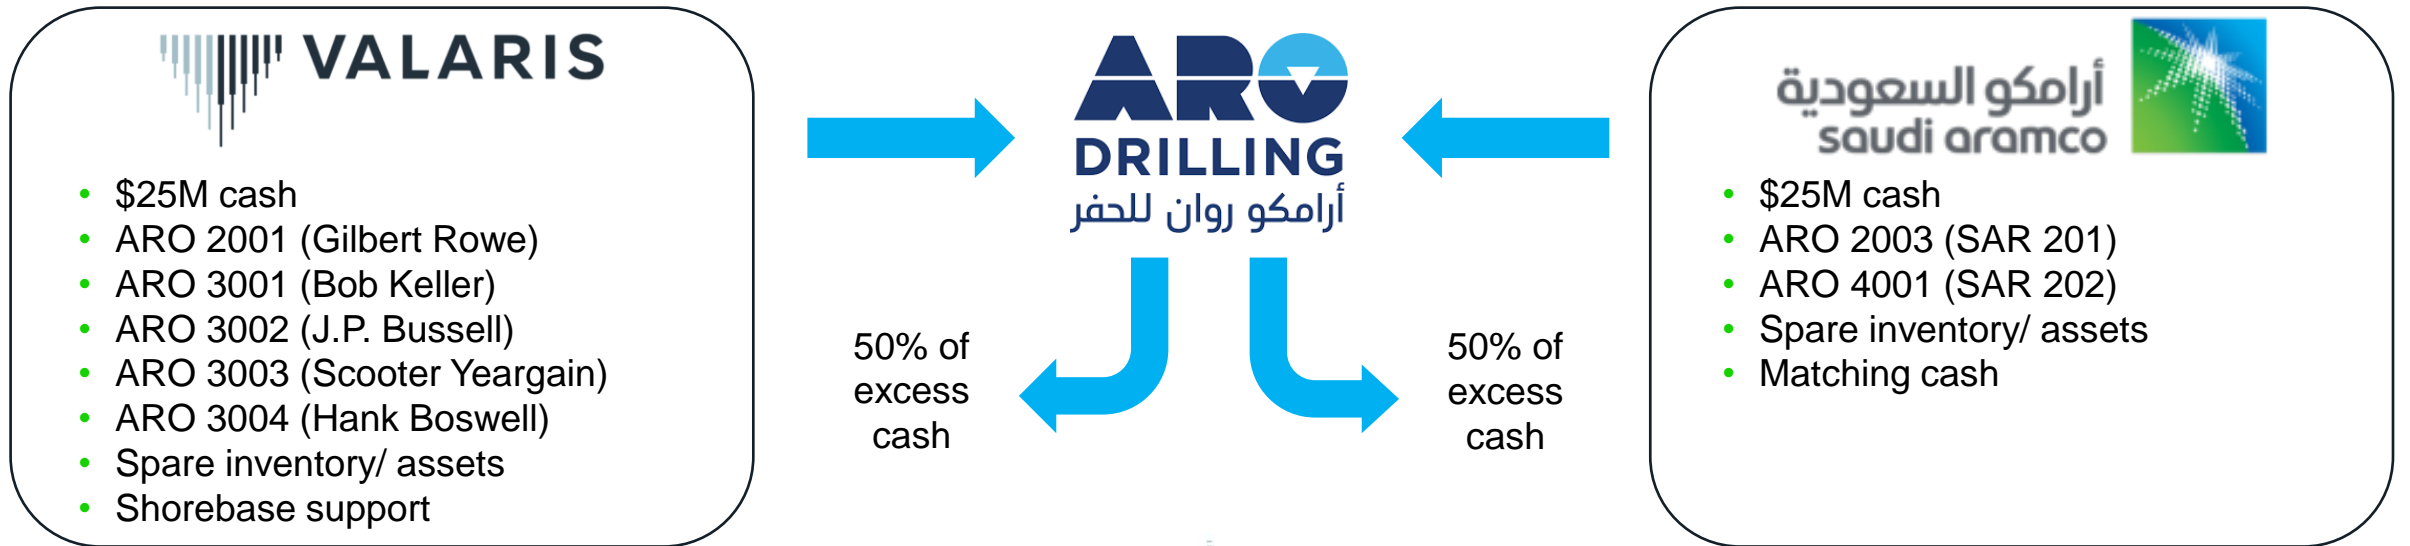 VALARIS
• $25M cash
• ARO 2001 (Gilbert Rowe)
• ARO 3001 (Bob Keller)
• ARO 3002 (J.P. Bussell)
• ARO 3003 (Scooter Yeargain)
• ARO 3004 (Hank Boswell)
• Spare inventory/ assets
• Shorebase support
ARO
DRILLING
أرامكو روان للحفر
50% of
excess
cash
50% of
excess
cash
أرامكو السعودية
saudi aramco
• $25M cash
• ARO 2003 (SAR 201)
• ARO 4001 (SAR 202)
• Spare inventory/ assets
• Matching cash